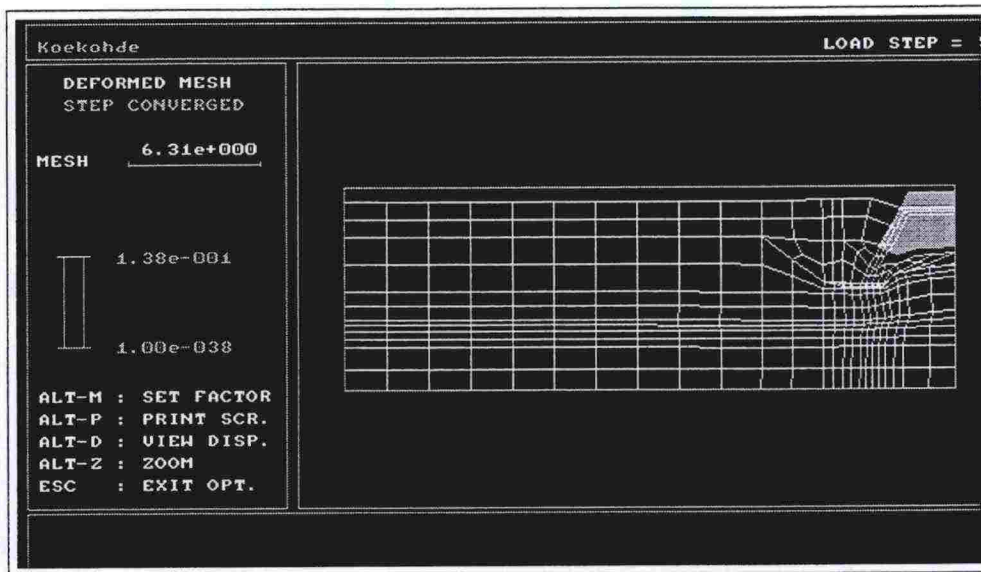 Koekohde
LOAD STEP =
DEFORMED MESH
STEP CONVERGED
MESH 6.31e+000
1.38e-001
1.00e-038
ALT-M : SET FACTOR
ALT-P : PRINT SCR.
ALT-D : VIEW DISP.
ALT-Z : ZOOM
ESC : EXIT OPT.